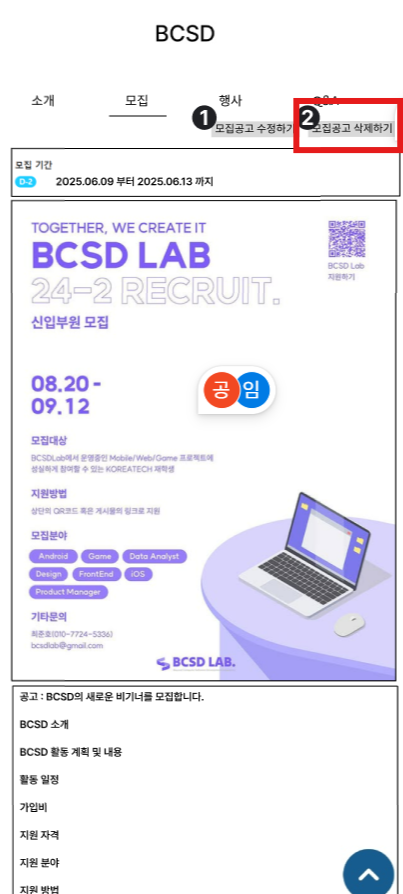 BCSD
소개 모집 행사 Q&A
1 모집공고 수정하기 2 모집공고 삭제하기
모집 기간
D-2 2025.06.09 부터 2025.06.13 까지
TOGETHER, WE CREATE IT
BCSD LAB
24-2 RECRUIT.
신입부원 모집
BCSD Lab
지원하기
08.20 -
09.12
공 임
모집대상
BCSDLab에서 운영중인 Mobile/Web/Game 프로젝트에
성실하게 참여할 수 있는 KOREATECH 재학생
지원방법
상단의 QR코드 혹은 게시물의 링크로 지원
모집분야
Android Game Data Analyst
Design FrontEnd iOS
Product Manager
기타문의
최준호(010-7724-5336)
bcsdlab@gmail.com
BCSD LAB.
공고 : BCSD의 새로운 비기너를 모집합니다.
BCSD 소개
BCSD 활동 계획 및 내용
활동 일정
가입비
지원 자격
지원 분야
지원 방법